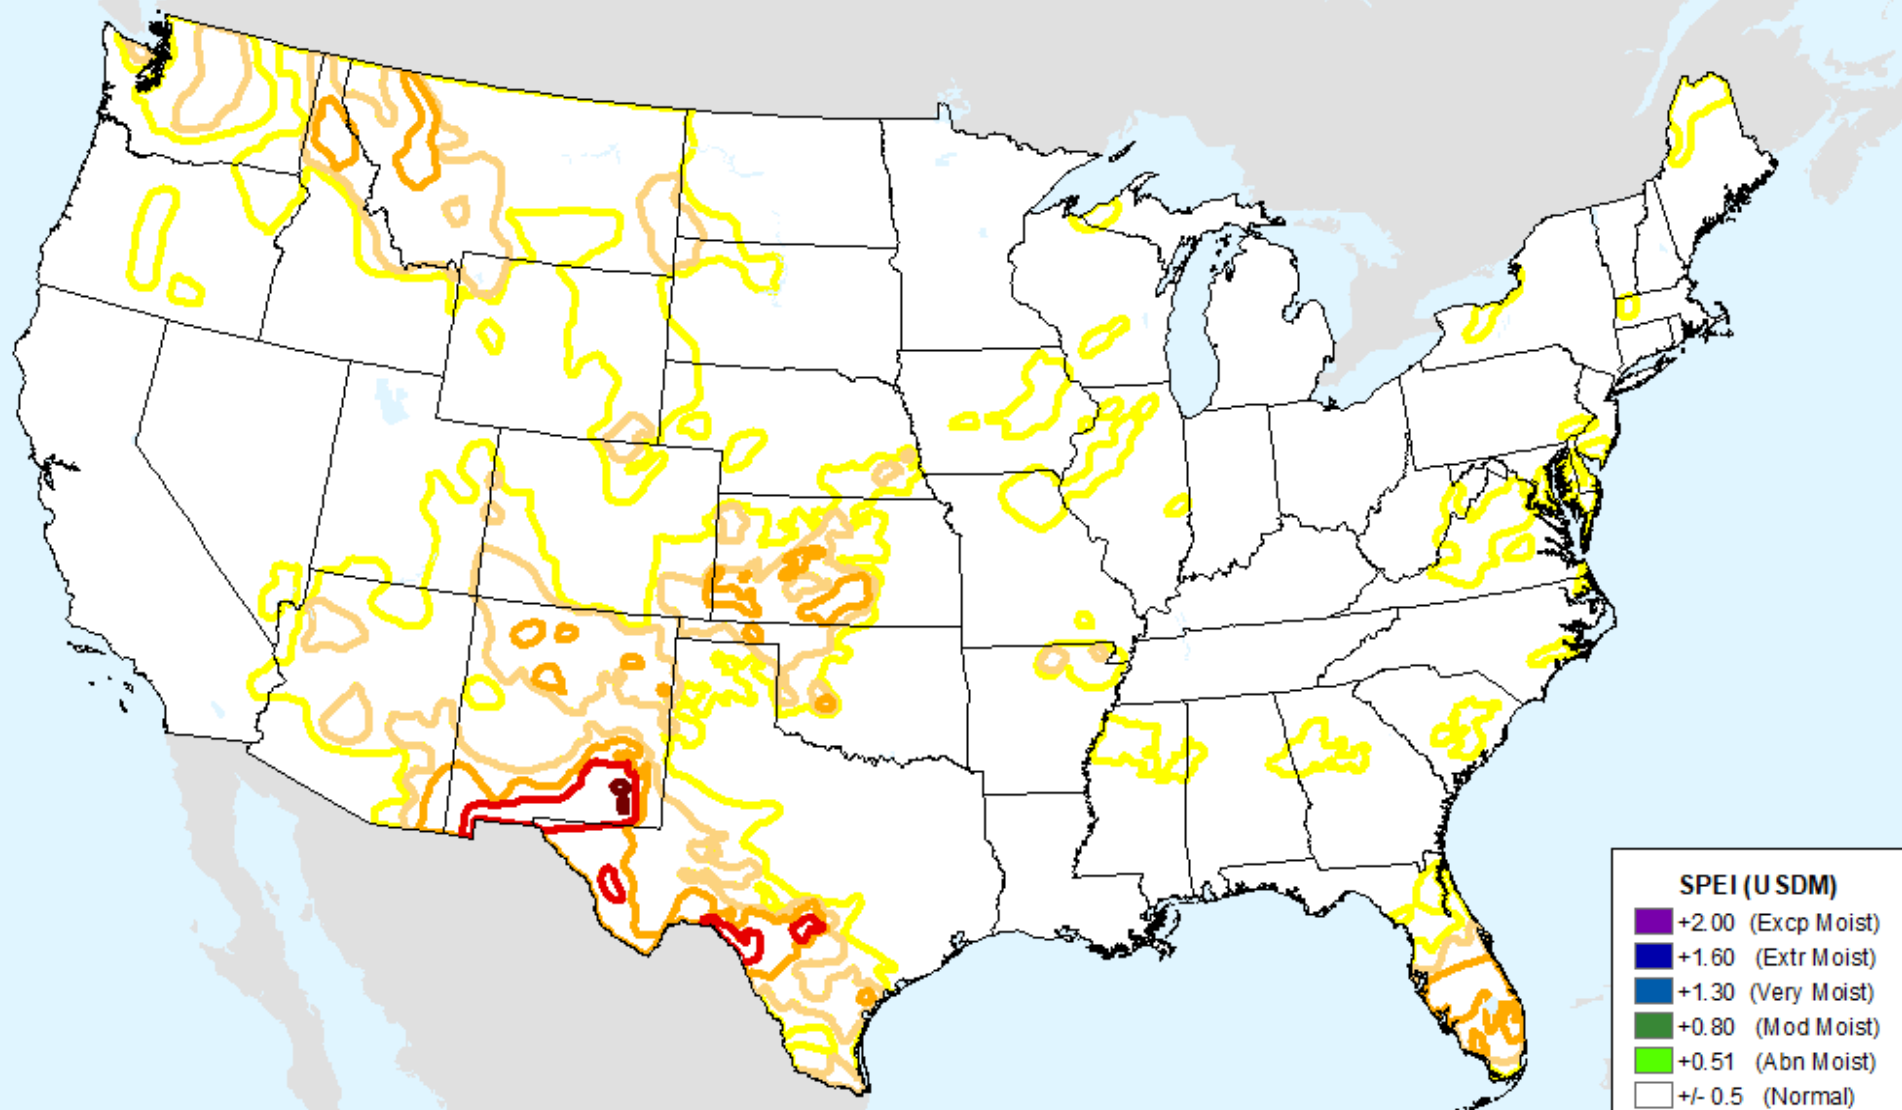 SPEI (USDM)
+2.00 (Excp Moist)
+1.60 (Extr Moist)
+1.30 (Very Moist)
+0.80 (Mod Moist)
+0.51 (Abn Moist)
+/- 0.5 (Normal)